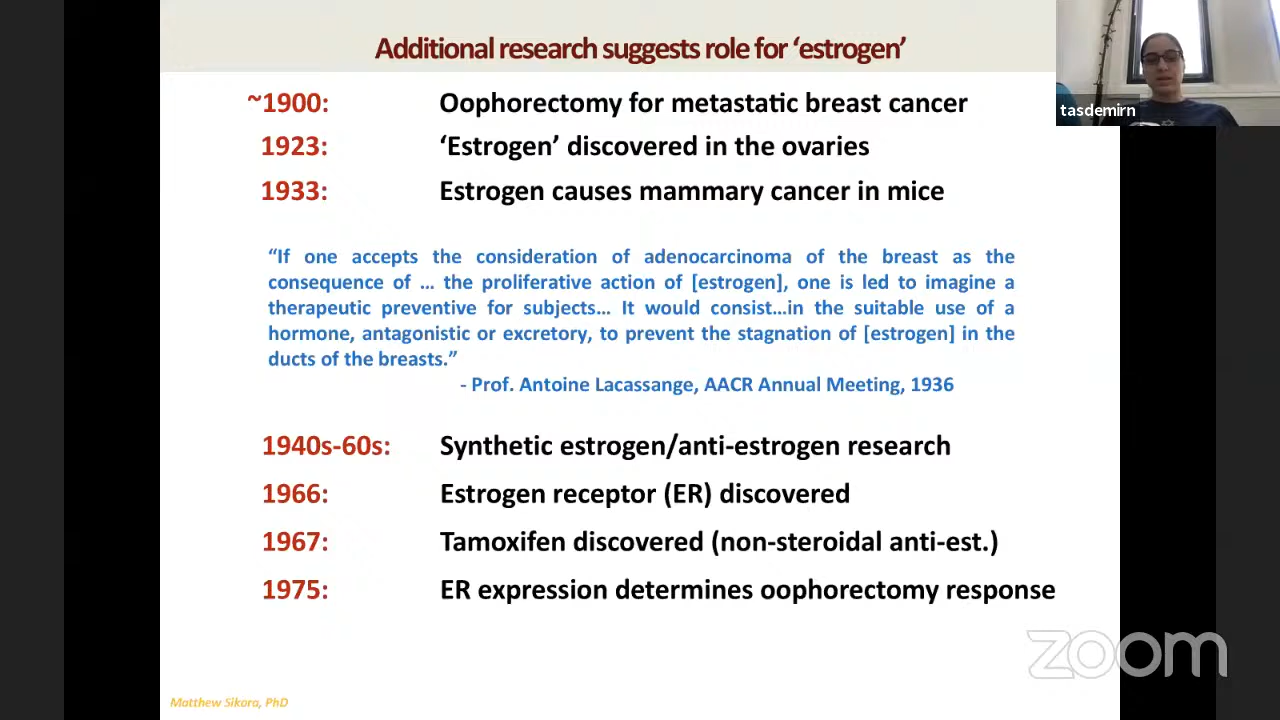 Additional research suggests role for ‘estrogen’
~1900: Oophorectomy for metastatic breast cancer
1923: ‘Estrogen’ discovered in the ovaries
1933: Estrogen causes mammary cancer in mice
“If one accepts the consideration of adenocarcinoma of the breast as the
consequence of … the proliferative action of [estrogen], one is led to imagine a
therapeutic preventive for subjects… It would consist…in the suitable use of a
hormone, antagonistic or excretory, to prevent the stagnation of [estrogen] in the
ducts of the breasts.”
- Prof. Antoine Lacassange, AACR Annual Meeting, 1936
1940s-60s: Synthetic estrogen/anti-estrogen research
1966: Estrogen receptor (ER) discovered
1967: Tamoxifen discovered (non-steroidal anti-est.)
1975: ER expression determines oophorectomy response
Matthew Sikora, PhD
tasdemirn
zoom